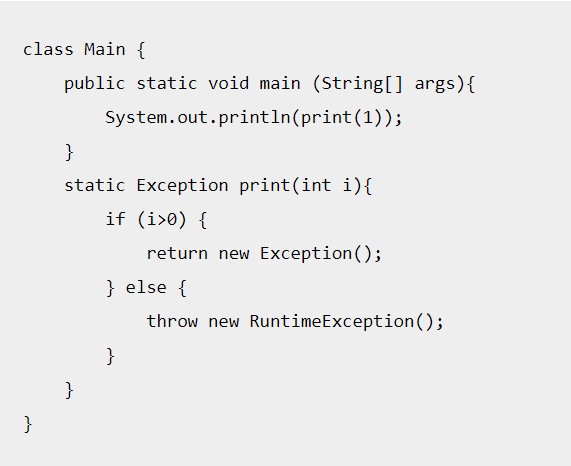 class Main {
    public static void main (String[] args){
        System.out.println(print(1));
    }
    static Exception print(int i){
        if (i>0) {
            return new Exception();
        } else {
            throw new RuntimeException();
        }
    }
}